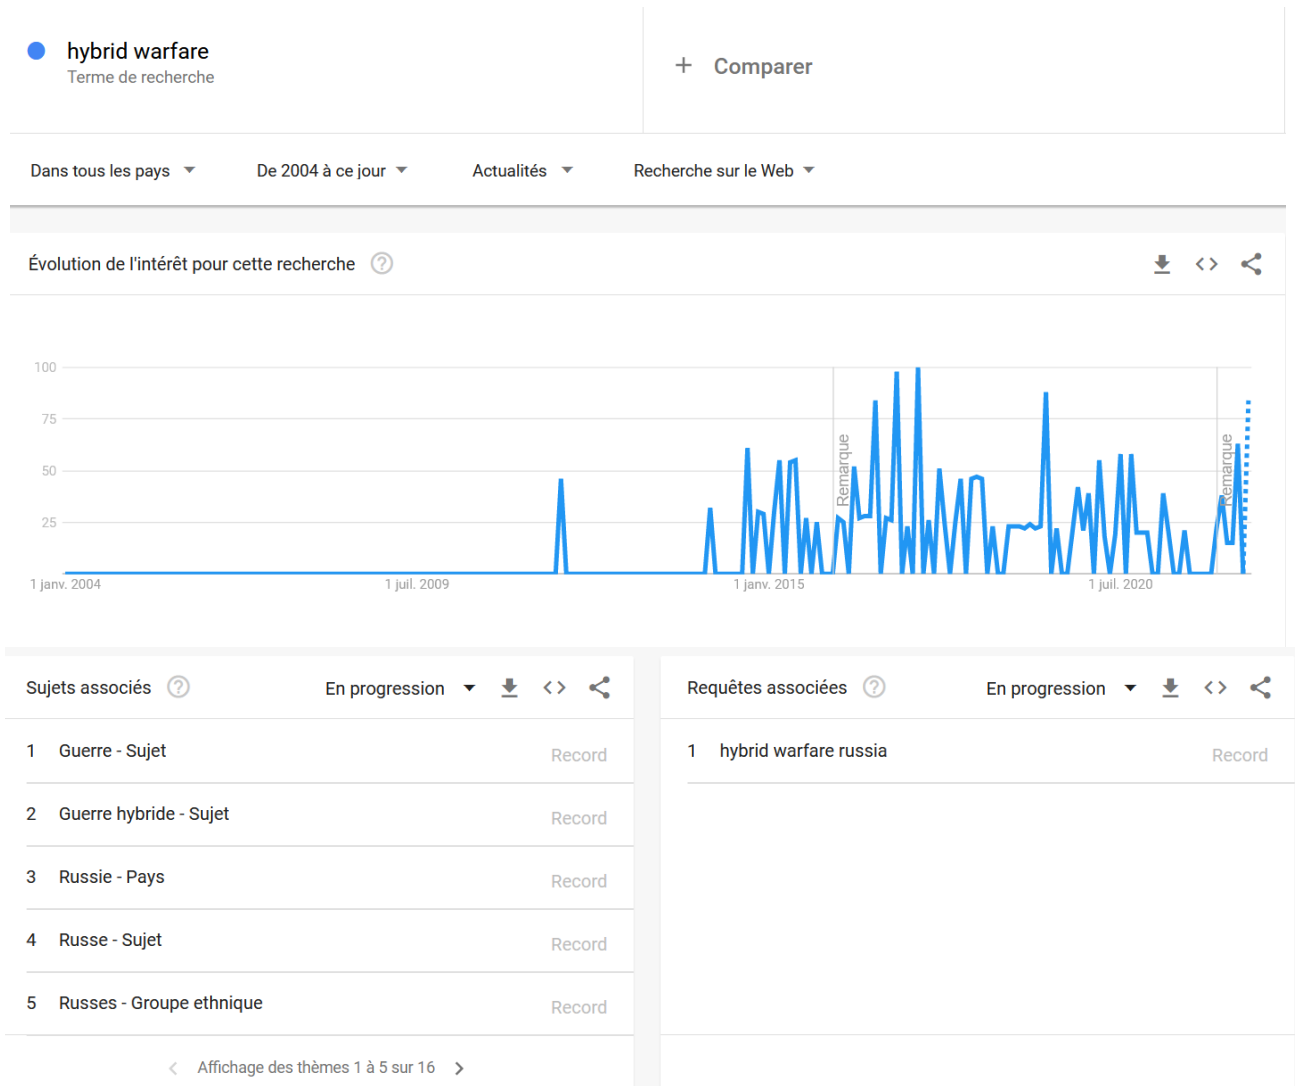 hybrid warfare
Terme de recherche
+ Comparer
Dans tous les pays
De 2004 à ce jour
Actualités
Recherche sur le Web
Évolution de l'intérêt pour cette recherche
?
100
75
50
25
Remarque
Remarque
1 janv. 2004
1 juil. 2009
1 janv. 2015
1 juil. 2020
Sujets associés
?
En progression
1 Guerre - Sujet Record
2 Guerre hybride - Sujet Record
3 Russie - Pays Record
4 Russe - Sujet Record
5 Russes - Groupe ethnique Record
Affichage des thèmes 1 à 5 sur 16
Requêtes associées
?
En progression
1 hybrid warfare russia Record